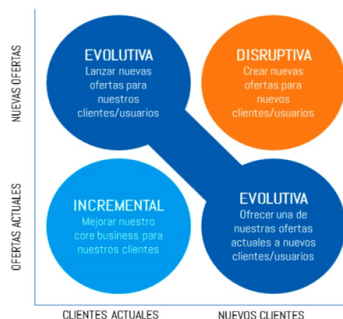 NUEVAS OFERTAS
EVOLUTIVA
Lanzar nuevas
ofertas para
nuestros
clientes/usuarios
DISRUPTIVA
Crear nuevas
ofertas para
nuevos
clientes/usuarios
OFERTAS ACTUALES
INCREMENTAL
Mejorar nuestro
core business para
nuestros clientes
EVOLUTIVA
Ofrecer una de
nuestras ofertas
actuales a nuevos
clientes/usuarios
CLIENTES ACTUALES
NUEVOS CLIENTES